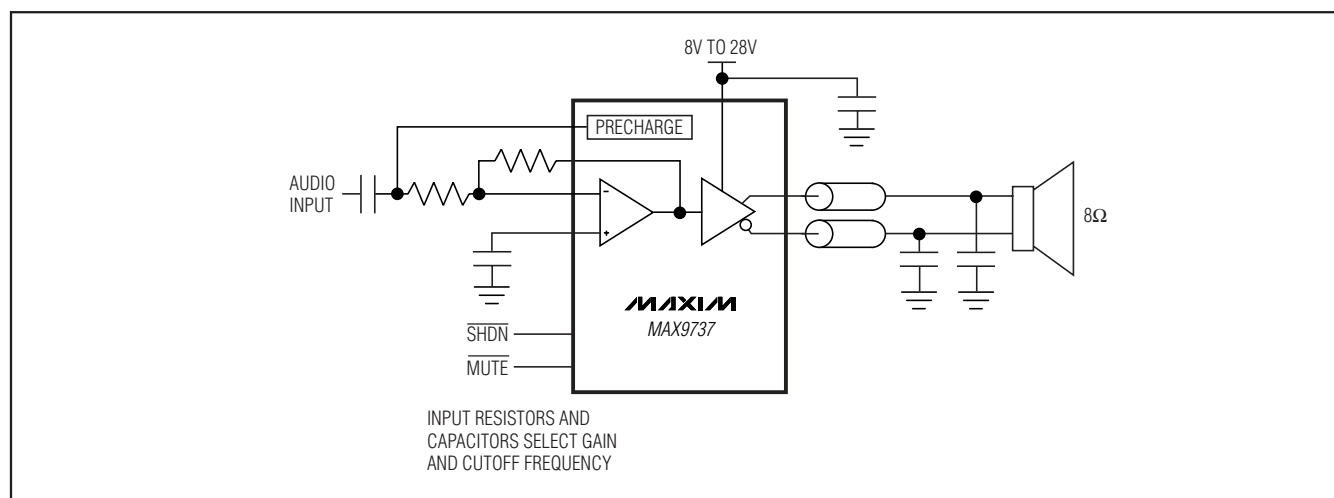 8V TO 28V
PRECHARGE
AUDIO
INPUT
-
+
8Ω
MAXIM
MAX9737
SHDN
MUTE
INPUT RESISTORS AND
CAPACITORS SELECT GAIN
AND CUTOFF FREQUENCY